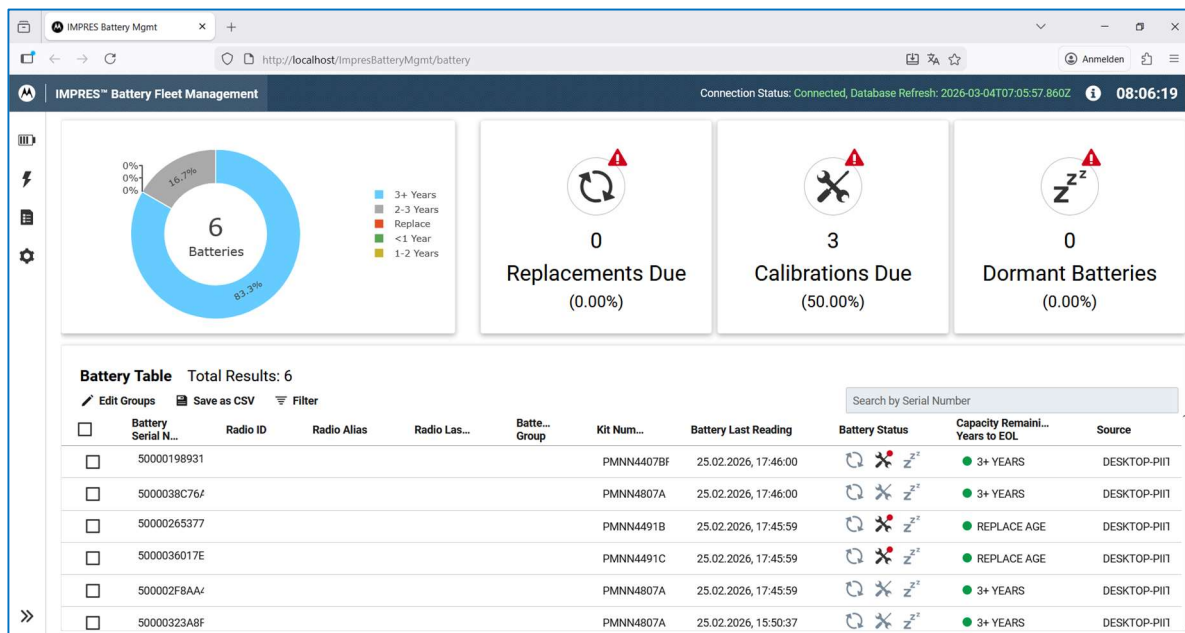 IMPRES Battery Mgmt
http://localhost/ImpresBatteryMgmt/battery
Anmelden
IMPRES™ Battery Fleet Management
Connection Status: Connected, Database Refresh: 2026-03-04T07:05:57.860Z
08:06:19
0%
0%
0%
16.7%
83.3%
6
Batteries
3+ Years
2-3 Years
Replace
<1 Year
1-2 Years
0
Replacements Due
(0.00%)
3
Calibrations Due
(50.00%)
0
Dormant Batteries
(0.00%)
Battery Table Total Results: 6
Edit Groups Save as CSV Filter
Search by Serial Number
Battery Serial N... Radio ID Radio Alias Radio Las... Batte... Group Kit Num... Battery Last Reading Battery Status Capacity Remaini... Years to EOL Source
50000198931 PMNN4407BF 25.02.2026, 17:46:00 3+ YEARS DESKTOP-PII1
5000038C76A PMNN4807A 25.02.2026, 17:46:00 3+ YEARS DESKTOP-PII1
50000265377 PMNN4491B 25.02.2026, 17:45:59 REPLACE AGE DESKTOP-PII1
5000036017E PMNN4491C 25.02.2026, 17:45:59 REPLACE AGE DESKTOP-PII1
500002F8AA PMNN4807A 25.02.2026, 17:45:59 3+ YEARS DESKTOP-PII1
50000323A8F PMNN4807A 25.02.2026, 15:50:37 3+ YEARS DESKTOP-PII1